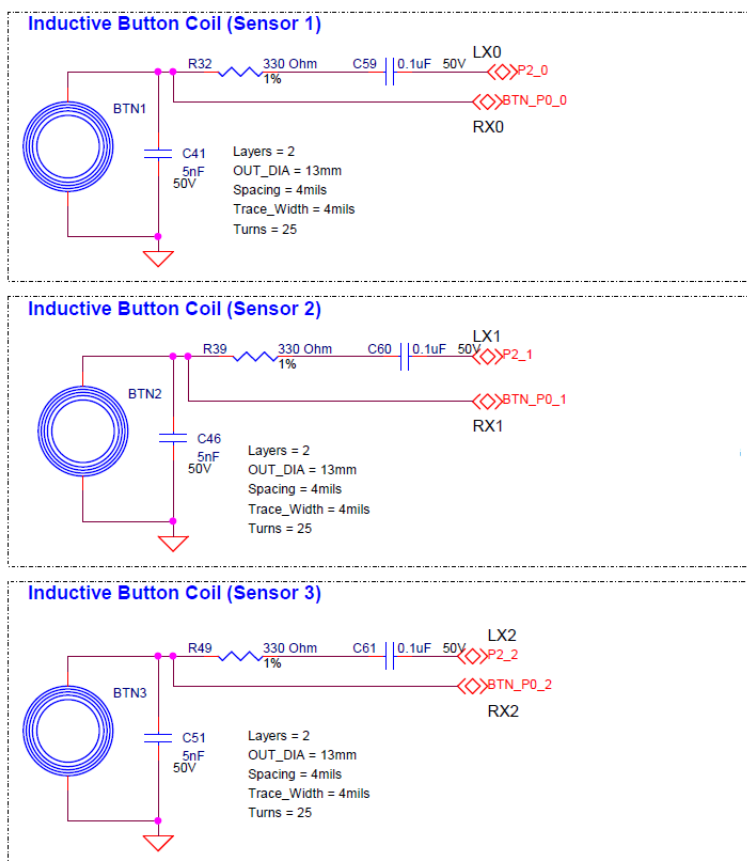 Inductive Button Coil (Sensor 1)
LX0
R32 330 Ohm C59 0.1uF 50V P2_0
1%
BTN1 BTN_P0_0
RX0
C41
5nF
50V
Layers = 2
OUT_DIA = 13mm
Spacing = 4mils
Trace_Width = 4mils
Turns = 25
Inductive Button Coil (Sensor 2)
LX1
R39 330 Ohm C60 0.1uF 50V P2_1
1%
BTN2 BTN_P0_1
RX1
C46
5nF
50V
Layers = 2
OUT_DIA = 13mm
Spacing = 4mils
Trace_Width = 4mils
Turns = 25
Inductive Button Coil (Sensor 3)
LX2
R49 330 Ohm C61 0.1uF 50V P2_2
1%
BTN3 BTN_P0_2
RX2
C51
5nF
50V
Layers = 2
OUT_DIA = 13mm
Spacing = 4mils
Trace_Width = 4mils
Turns = 25